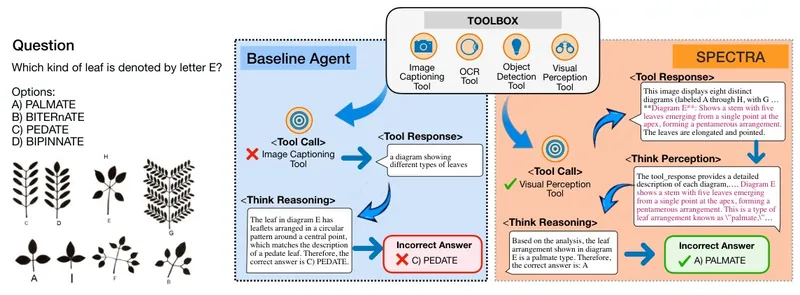 Question
Which kind of leaf is denoted by letter E?
Options:
A) PALMATE
B) BITERnATE
C) PEDATE
D) BIPINNATE
C
D
H
E
G
A
I
F
B
TOOLBOX
Image
Captioning
Tool
OCR
Tool
Object
Detection
Tool
Visual
Perception
Tool
Baseline Agent
<Tool Call>
Image Captioning
Tool
<Tool Response>
a diagram showing
different types of leaves
<Think Reasoning>
The leaf in diagram E has
leaflets arranged in a circular
pattern around a central point,
which matches the description
of a pedate leaf. Therefore, the
correct answer is C) PEDATE.
Incorrect Answer
C) PEDATE
SPECTRA
<Tool Call>
Visual Perception
Tool
<Tool Response>
This image displays eight distinct
diagrams (labeled A through H, with G …
**Diagram E**: Shows a stem with five
leaves emerging from a single point at the
apex, forming a pentamerous arrangement.
The leaves are elongated and pointed.
<Think Perception>
The tool_response provides a detailed
description of each diagram,… Diagram E
shows a stem with five leaves emerging
from a single point at the apex, forming a
pentamerous arrangement. This is a type of
leaf arrangement known as \"palmate,\"…
<Think Reasoning>
Based on the analysis, the leaf
arrangement shown in diagram
E is a palmate type. Therefore,
the correct answer is: A
Incorrect Answer
A) PALMATE